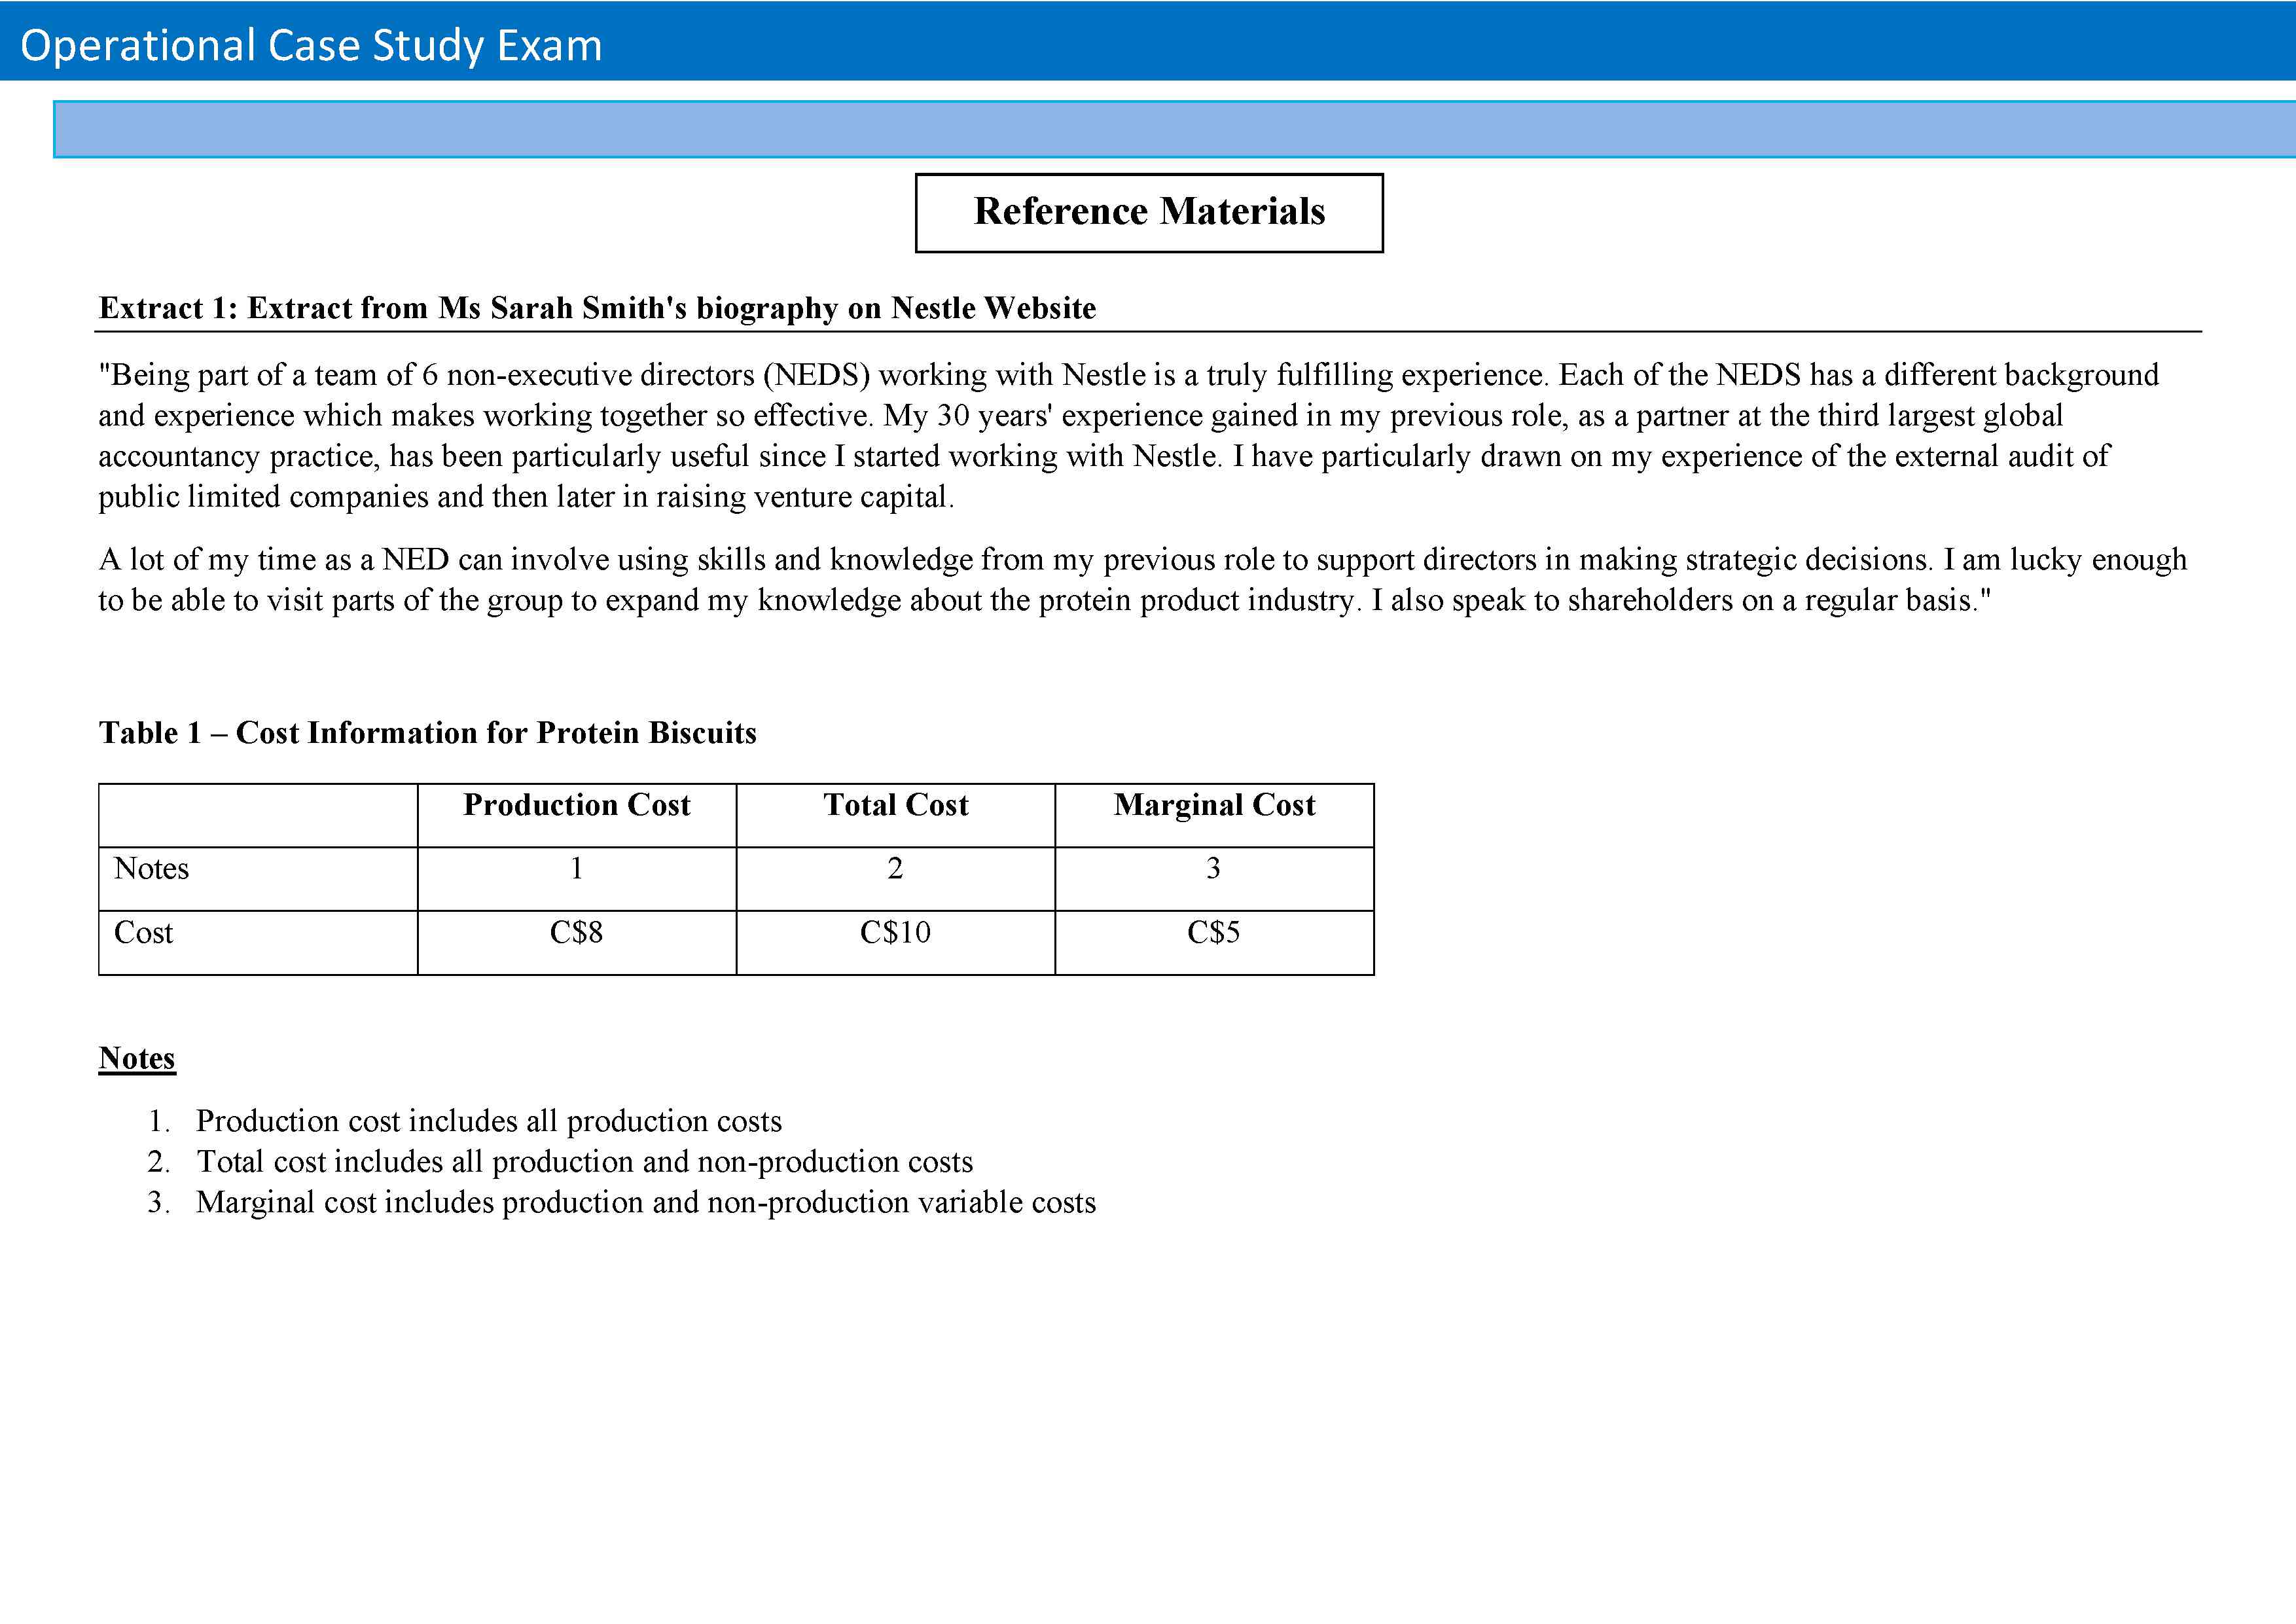 Operational Case Study Exam
Reference Materials
Extract 1: Extract from Ms Sarah Smith's biography on Nestle Website
"Being part of a team of 6 non-executive directors (NEDS) working with Nestle is a truly fulfilling experience. Each of the NEDS has a different background
and experience which makes working together so effective. My 30 years' experience gained in my previous role, as a partner at the third largest global
accountancy practice, has been particularly useful since I started working with Nestle. I have particularly drawn on my experience of the external audit of
public limited companies and then later in raising venture capital.
A lot of my time as a NED can involve using skills and knowledge from my previous role to support directors in making strategic decisions. I am lucky enough
to be able to visit parts of the group to expand my knowledge about the protein product industry. I also speak to shareholders on a regular basis."
Table 1 – Cost Information for Protein Biscuits
Production Cost Total Cost Marginal Cost
Notes 1 2 3
Cost C$8 C$10 C$5
Notes
1. Production cost includes all production costs
2. Total cost includes all production and non-production costs
3. Marginal cost includes production and non-production variable costs